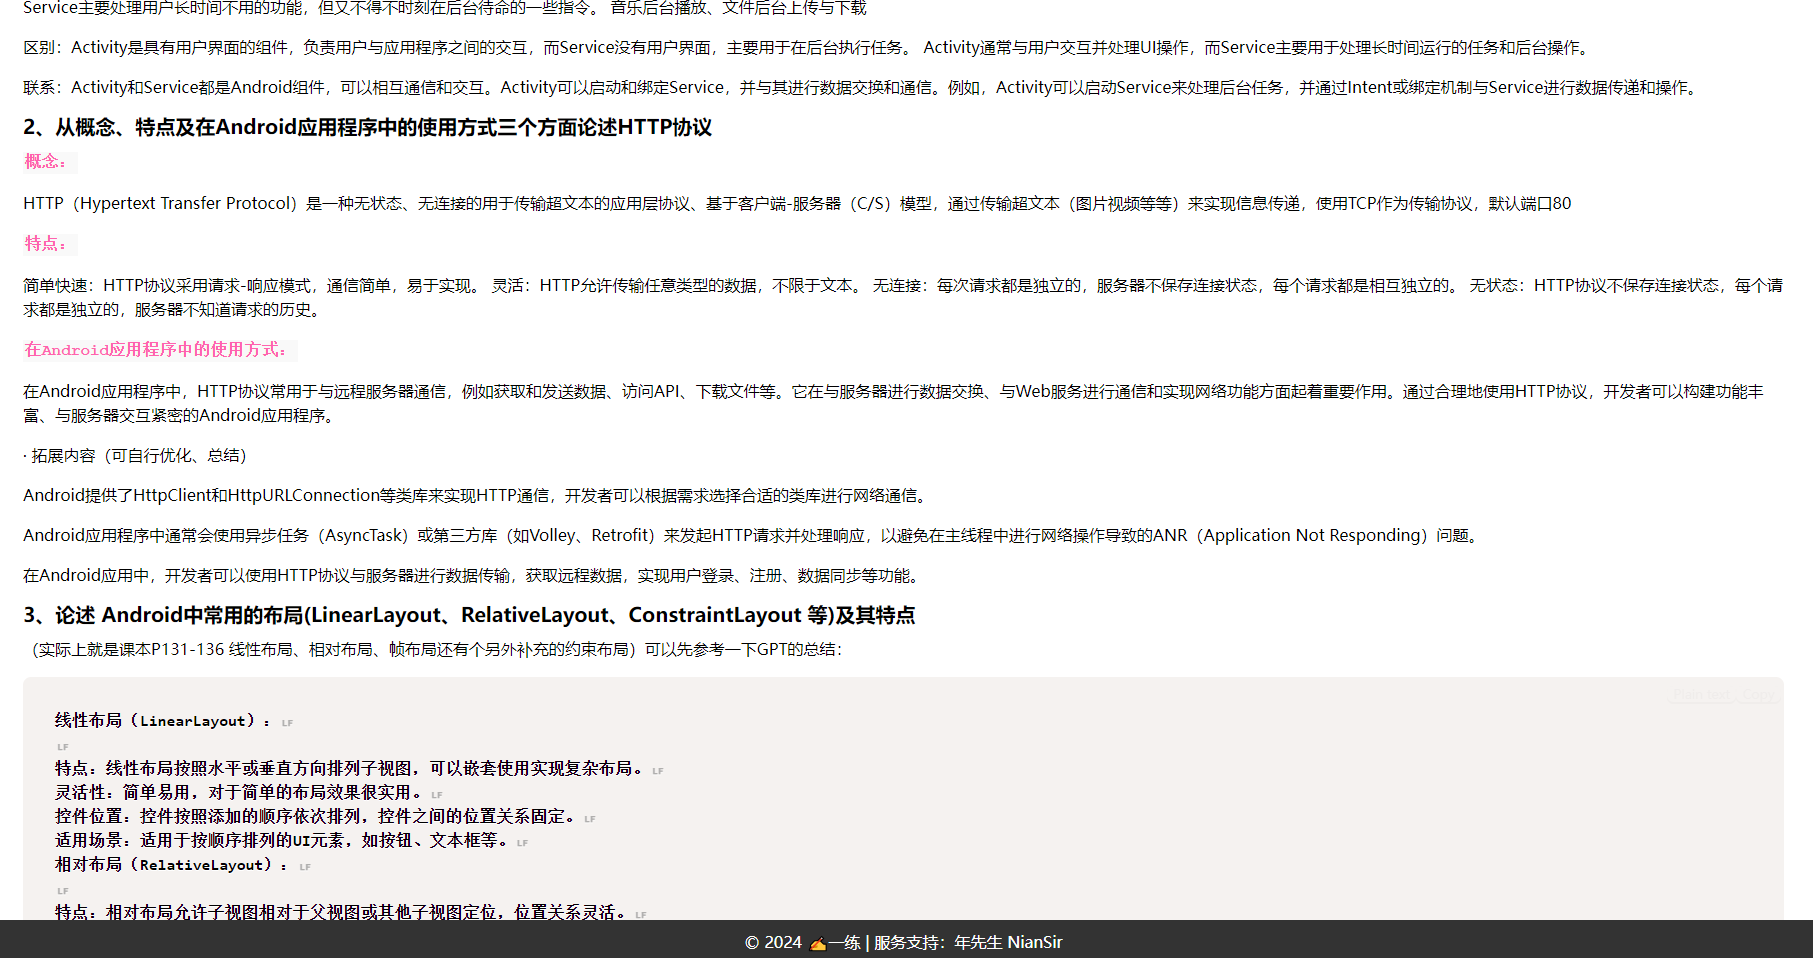 Service主要处理用户长时间不用的功能，但又不得不时刻在后台待命的一些指令。 音乐后台播放、文件后台上传与下载
区别：Activity是具有用户界面的组件，负责用户与应用程序之间的交互，而Service没有用户界面，主要用于在后台执行任务。 Activity通常与用户交互并处理UI操作，而Service主要用于处理长时间运行的任务和后台操作。
联系：Activity和Service都是Android组件，可以相互通信和交互。Activity可以启动和绑定Service，并与其进行数据交换和通信。例如，Activity可以启动Service来处理后台任务，并通过Intent或绑定机制与Service进行数据传递和操作。
2、从概念、特点及在Android应用程序中的使用方式三个方面论述HTTP协议
概念：
HTTP（Hypertext Transfer Protocol）是一种无状态、无连接的用于传输超文本的应用层协议、基于客户端-服务器（C/S）模型，通过传输超文本（图片视频等等）来实现信息传递，使用TCP作为传输协议，默认端口80
特点：
简单快速：HTTP协议采用请求-响应模式，通信简单，易于实现。 灵活：HTTP允许传输任意类型的数据，不限于文本。 无连接：每次请求都是独立的，服务器不保存连接状态，每个请求都是相互独立的。 无状态：HTTP协议不保存连接状态，每个请
求都是独立的，服务器不知道请求的历史。
在Android应用程序中的使用方式：
在Android应用程序中，HTTP协议常用于与远程服务器通信，例如获取和发送数据、访问API、下载文件等。它在与服务器进行数据交换、与Web服务进行通信和实现网络功能方面起着重要作用。通过合理地使用HTTP协议，开发者可以构建功能丰
富、与服务器交互紧密的Android应用程序。
· 拓展内容（可自行优化、总结）
Android提供了HttpClient和HttpURLConnection等类库来实现HTTP通信，开发者可以根据需求选择合适的类库进行网络通信。
Android应用程序中通常会使用异步任务（AsyncTask）或第三方库（如Volley、Retrofit）来发起HTTP请求并处理响应，以避免在主线程中进行网络操作导致的ANR（Application Not Responding）问题。
在Android应用中，开发者可以使用HTTP协议与服务器进行数据传输，获取远程数据，实现用户登录、注册、数据同步等功能。
3、论述 Android中常用的布局(LinearLayout、RelativeLayout、ConstraintLayout 等)及其特点
（实际上就是课本P131-136 线性布局、相对布局、帧布局还有个另外补充的约束布局）可以先参考一下GPT的总结：
Plain text Copy
线性布局（LinearLayout）： LF
LF
特点：线性布局按照水平或垂直方向排列子视图，可以嵌套使用实现复杂布局。 LF
灵活性：简单易用，对于简单的布局效果很实用。 LF
控件位置：控件按照添加的顺序依次排列，控件之间的位置关系固定。 LF
适用场景：适用于按顺序排列的UI元素，如按钮、文本框等。 LF
相对布局（RelativeLayout）： LF
LF
特点：相对布局允许子视图相对于父视图或其他子视图定位，位置关系灵活。 LF
© 2024 ✍一练 | 服务支持：年先生 NianSir